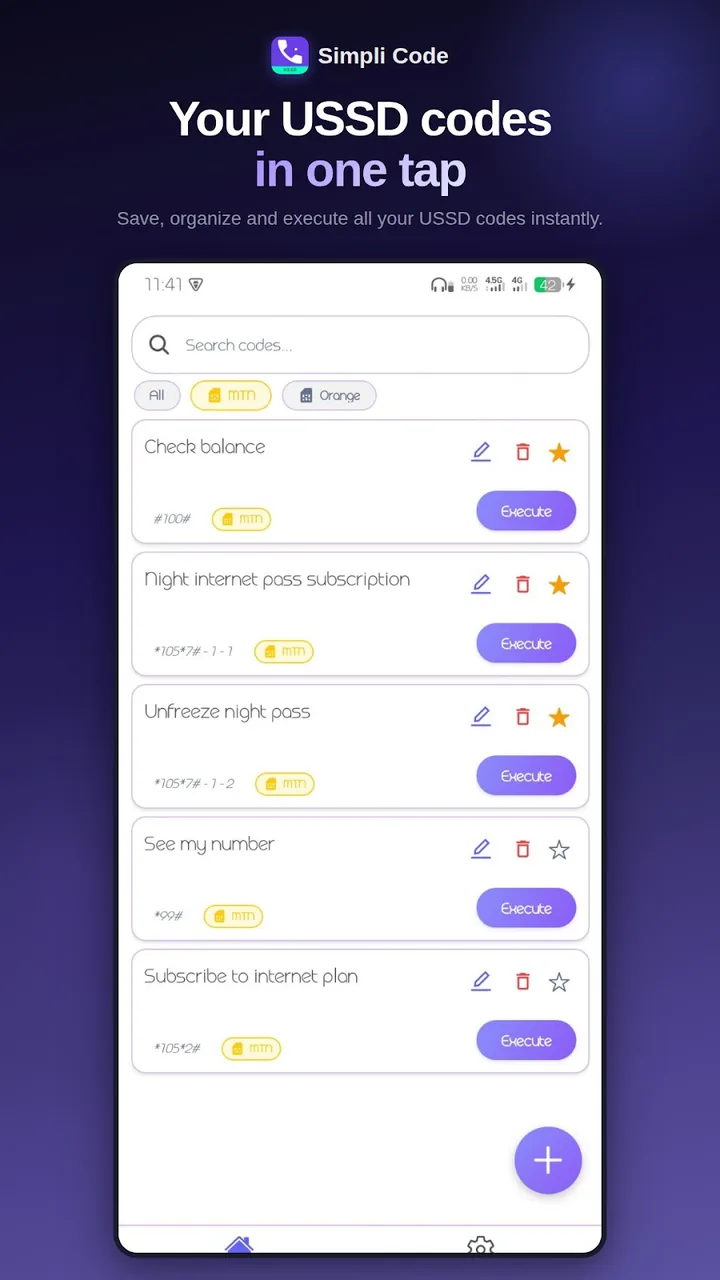 Simpli Code
Your USSD codes
in one tap
Save, organize and execute all your USSD codes instantly.
11:41
0.00 KB/S 4.5G 4G 42
Search codes...
All MTN Orange
Check balance
#100# MTN Execute
Night internet pass subscription
*105*7# - 1 - 1 MTN Execute
Unfreeze night pass
*105*7# - 1 - 2 MTN Execute
See my number
*99# MTN Execute
Subscribe to internet plan
*105*2# MTN Execute